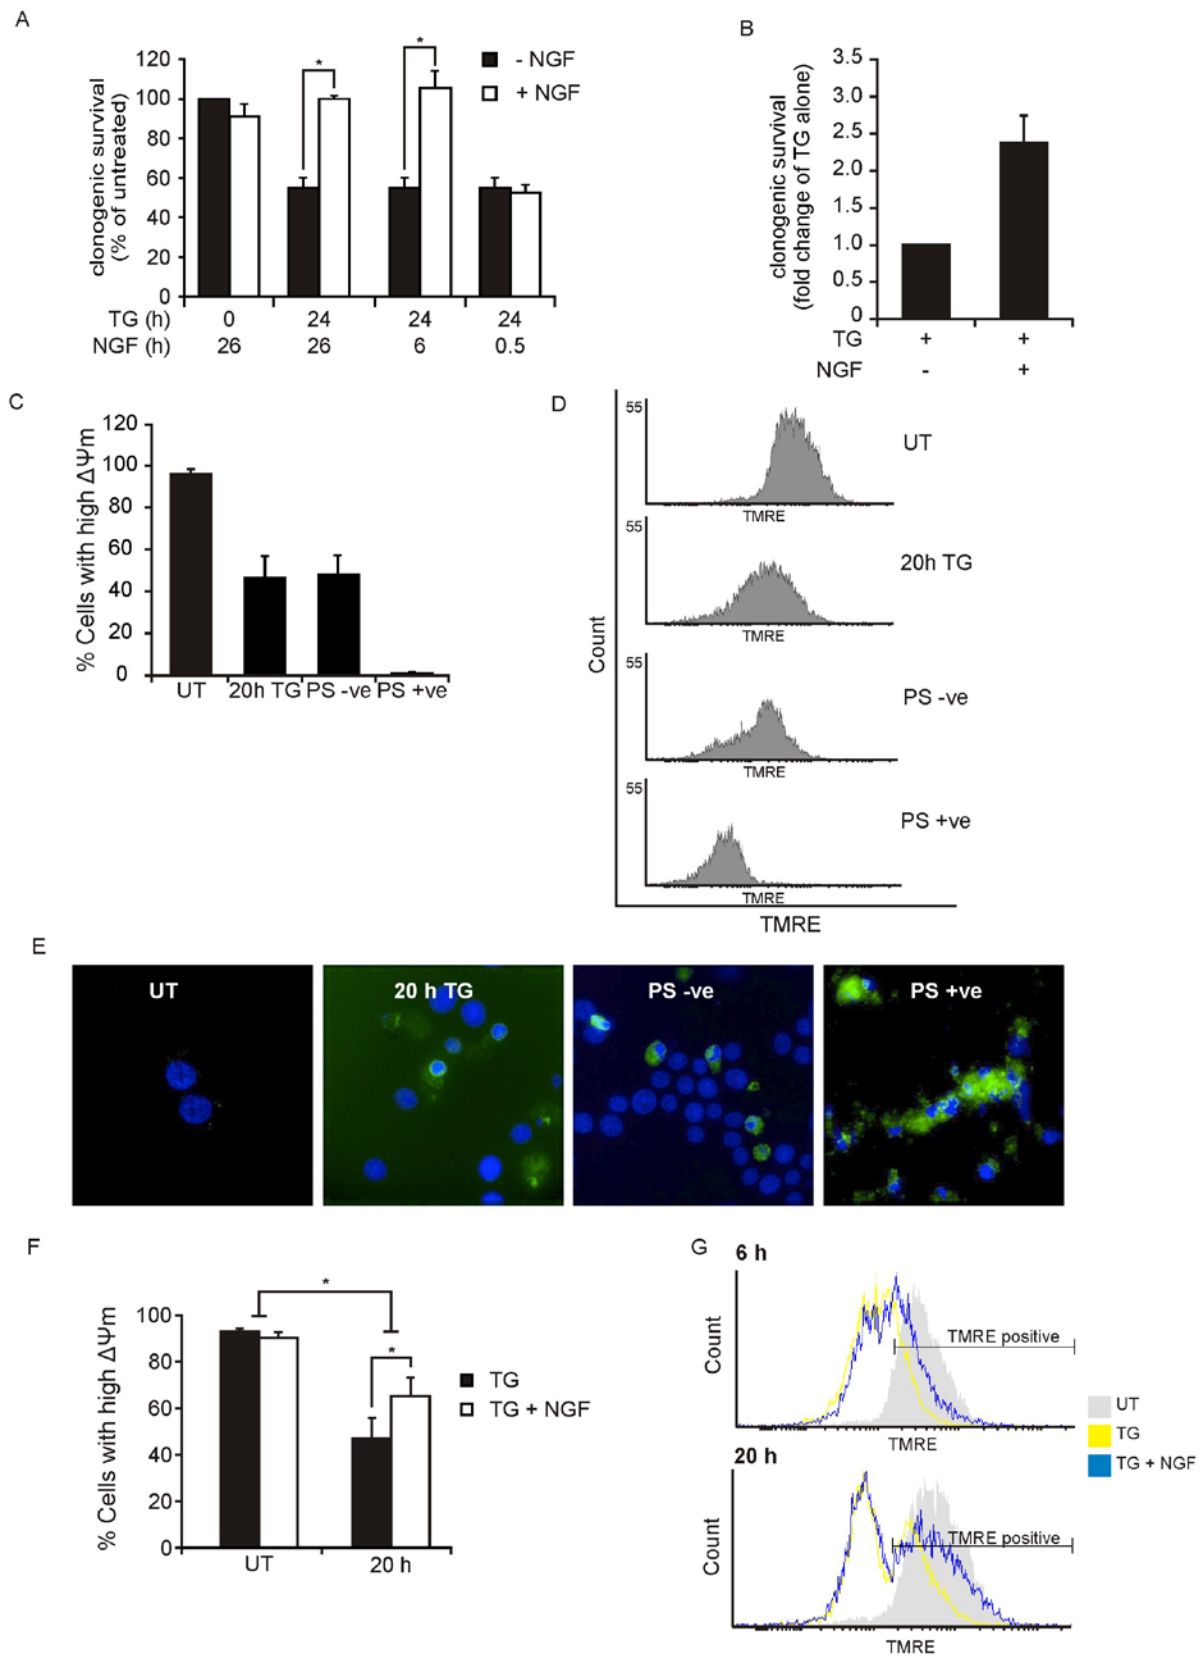 A
clonogenic survival
(% of untreated)
120
100
80
60
40
20
0
*
*
- NGF
+ NGF
TG (h) 0 24 24 24
NGF (h) 26 26 6 0.5
B
clonogenic survival
(fold change of TG alone)
3.5
3.0
2.5
2.0
1.5
1.0
0.5
0
TG + +
NGF - +
C
% Cells with high ΔΨm
120
100
80
60
40
20
0
UT 20h TG PS -ve PS +ve
D
Count
55
UT
TMRE
55
20h TG
TMRE
55
PS -ve
TMRE
55
PS +ve
TMRE
TMRE
E
UT
20 h TG
PS -ve
PS +ve
F
% Cells with high ΔΨm
100
80
60
40
20
0
*
*
TG
TG + NGF
UT 20 h
G
6 h
Count
TMRE positive
TMRE
20 h
Count
TMRE positive
TMRE
UT
TG
TG + NGF